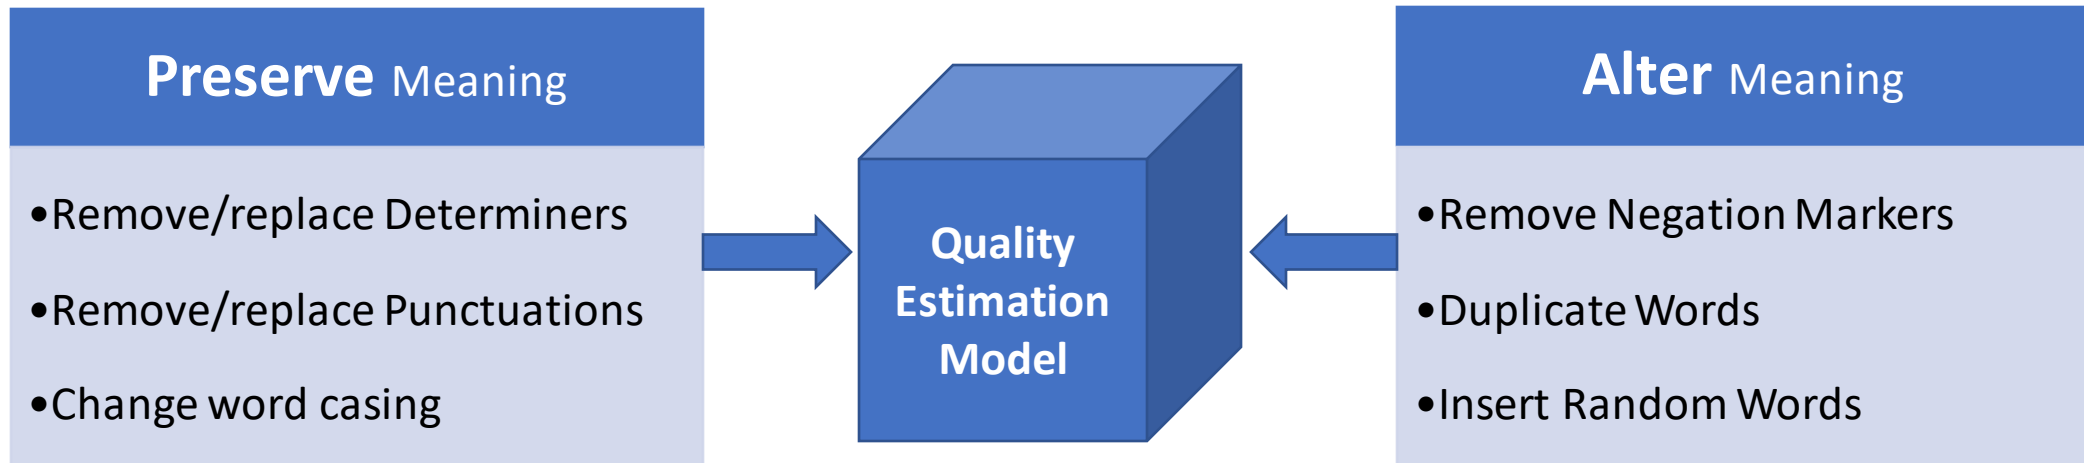 Preserve Meaning
•Remove/replace Determiners
•Remove/replace Punctuations
•Change word casing
Quality
Estimation
Model
Alter Meaning
•Remove Negation Markers
•Duplicate Words
•Insert Random Words